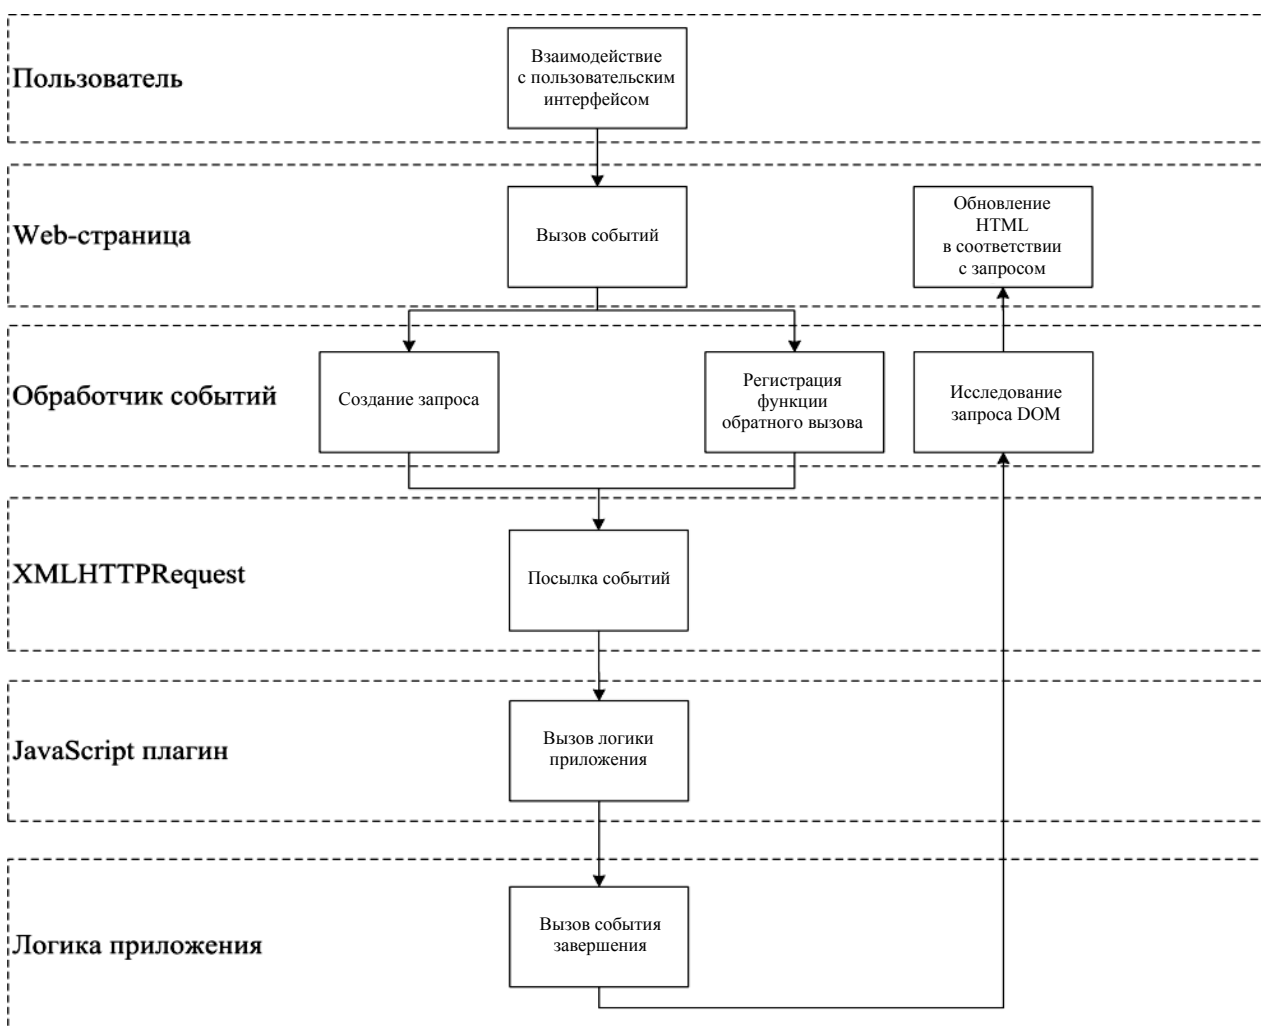 Пользователь
Взаимодействие
с пользовательским
интерфейсом
Web-страница
Вызов событий
Обновление
HTML
в соответствии
с запросом
Обработчик событий
Создание запроса
Регистрация
функции
обратного вызова
Исследование
запроса DOM
XMLHTTPRequest
Посылка событий
JavaScript плагин
Вызов логики
приложения
Логика приложения
Вызов события
завершения